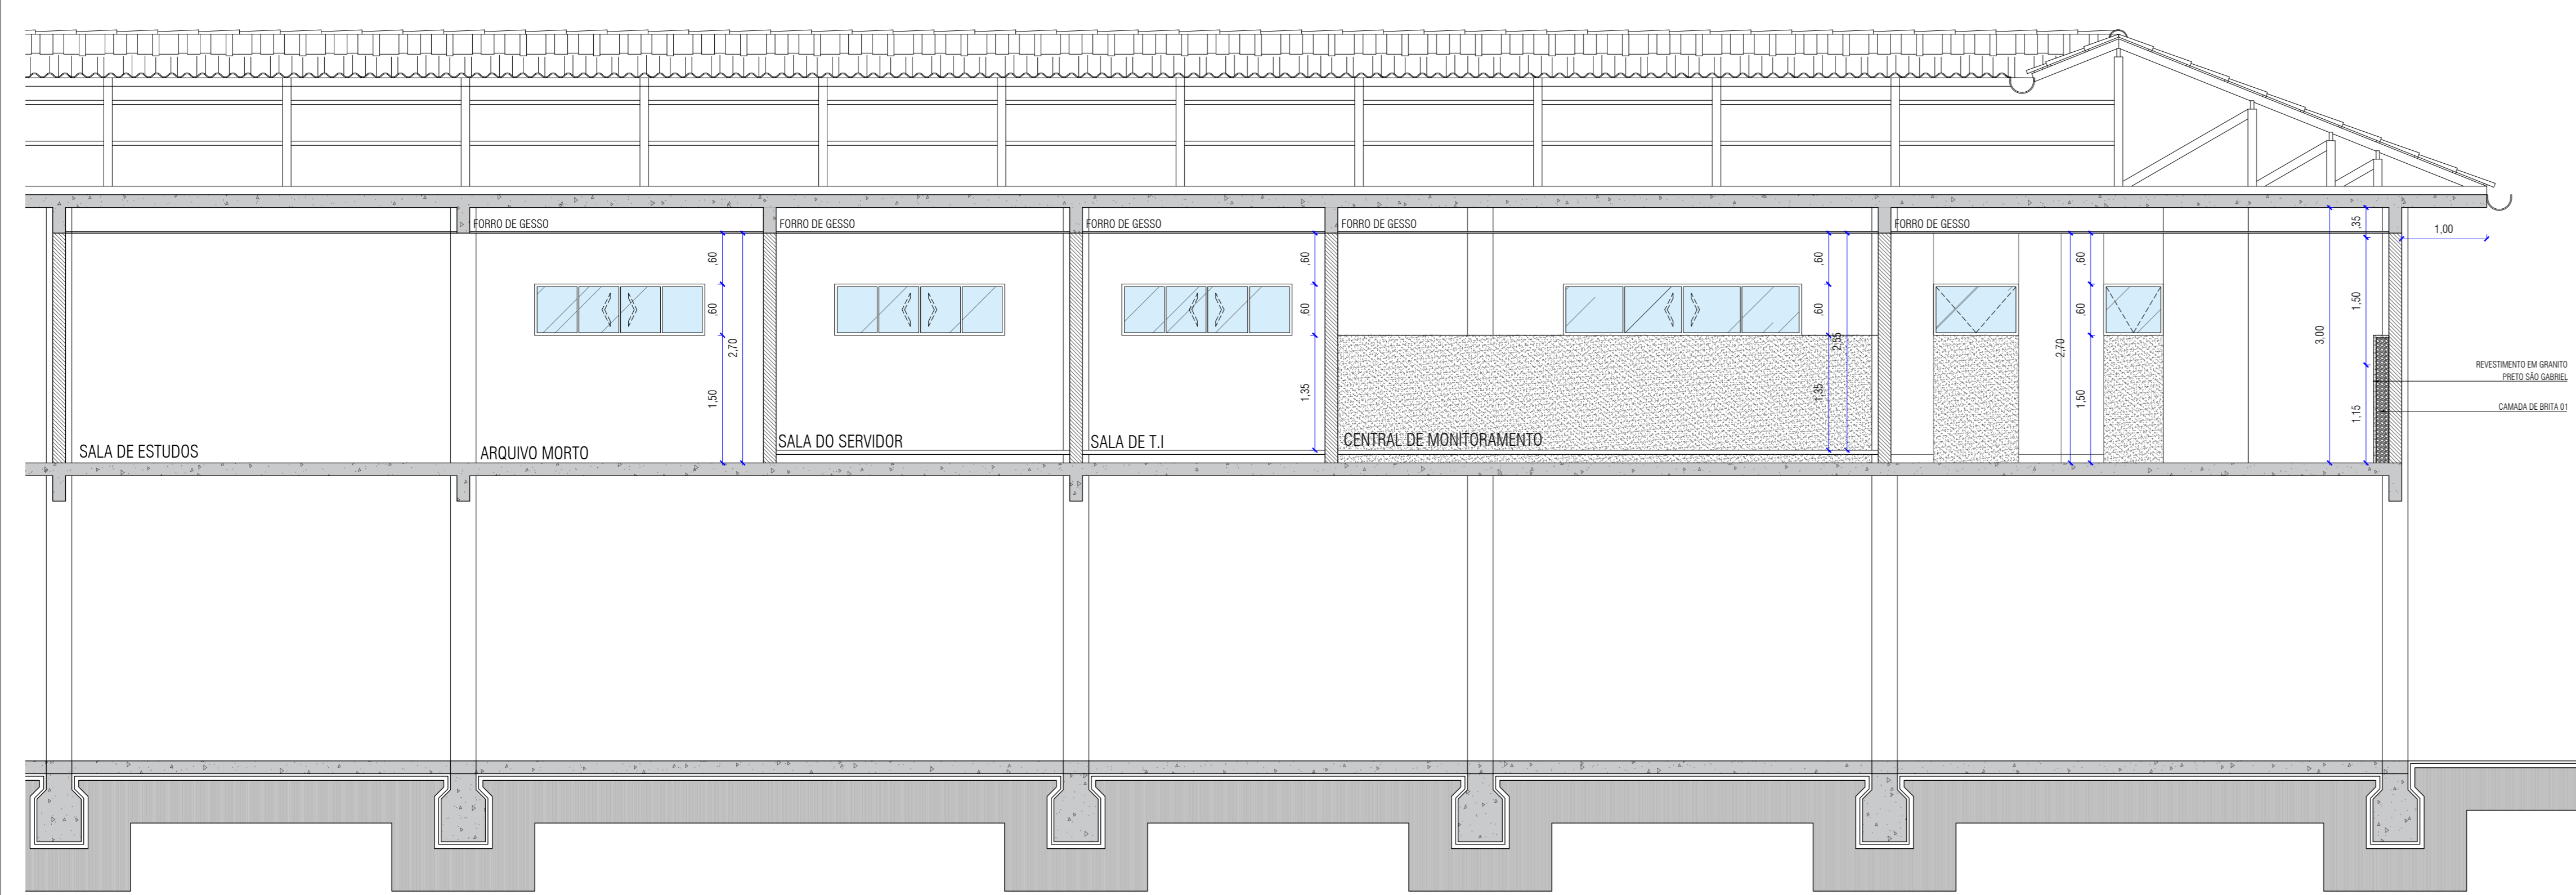 FORRO DE GESSO
FORRO DE GESSO
FORRO DE GESSO
FORRO DE GESSO
FORRO DE GESSO
,35
1,00
,60
,60
,60
,60
,60
,60
,60
,60
1,50
3,00
2,70
2,55
2,70
1,50
1,35
1,35
1,50
1,15
REVESTIMENTO EM GRANITO
PRETO SÃO GABRIEL
CAMADA DE BRITA 01
SALA DE ESTUDOS
ARQUIVO MORTO
SALA DO SERVIDOR
SALA DE T.I
CENTRAL DE MONITORAMENTO